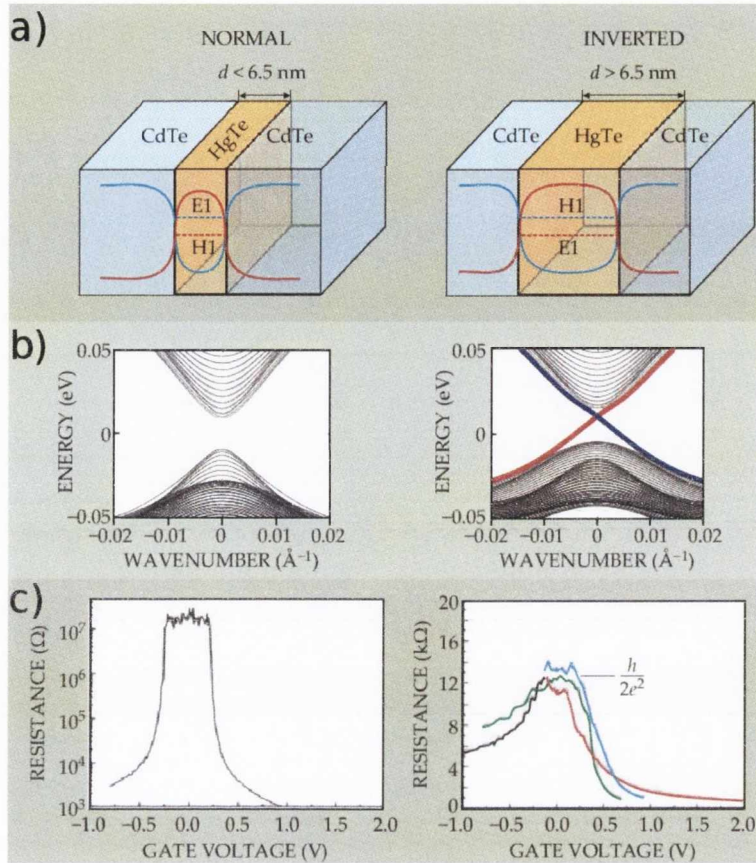 a)
NORMAL
INVERTED
d < 6.5 nm
d > 6.5 nm
CdTe
HgTe
CdTe
CdTe
HgTe
CdTe
E1
H1
H1
E1
b)
0.05
0
−0.05
ENERGY (eV)
−0.02 −0.01 0 0.01 0.02
WAVENUMBER (Å⁻¹)
0.05
0
−0.05
ENERGY (eV)
−0.02 −0.01 0 0.01 0.02
WAVENUMBER (Å⁻¹)
c)
10⁷
10⁶
10⁵
10⁴
10³
RESISTANCE (Ω)
−1.0 −0.5 0.0 0.5 1.0 1.5 2.0
GATE VOLTAGE (V)
20
16
12
8
4
0
RESISTANCE (kΩ)
h
2e²
−1.0 −0.5 0.0 0.5 1.0 1.5 2.0
GATE VOLTAGE (V)